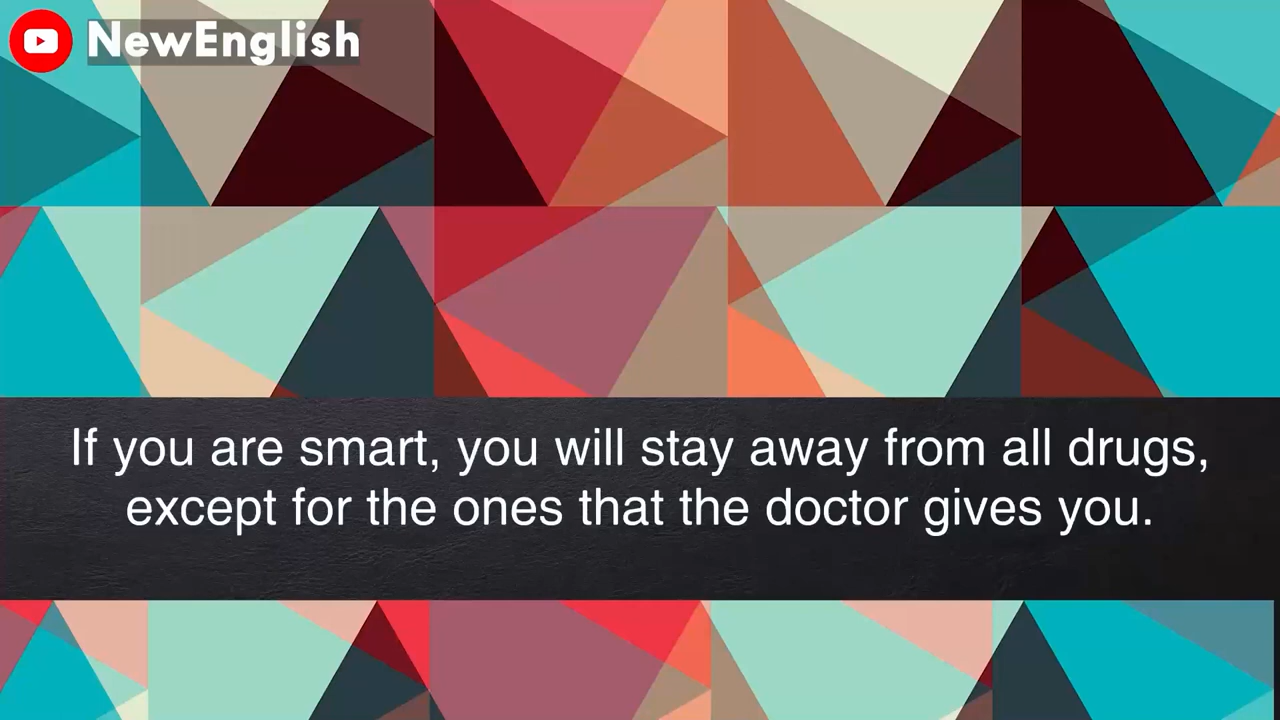 NewEnglish
If you are smart, you will stay away from all drugs,
except for the ones that the doctor gives you.